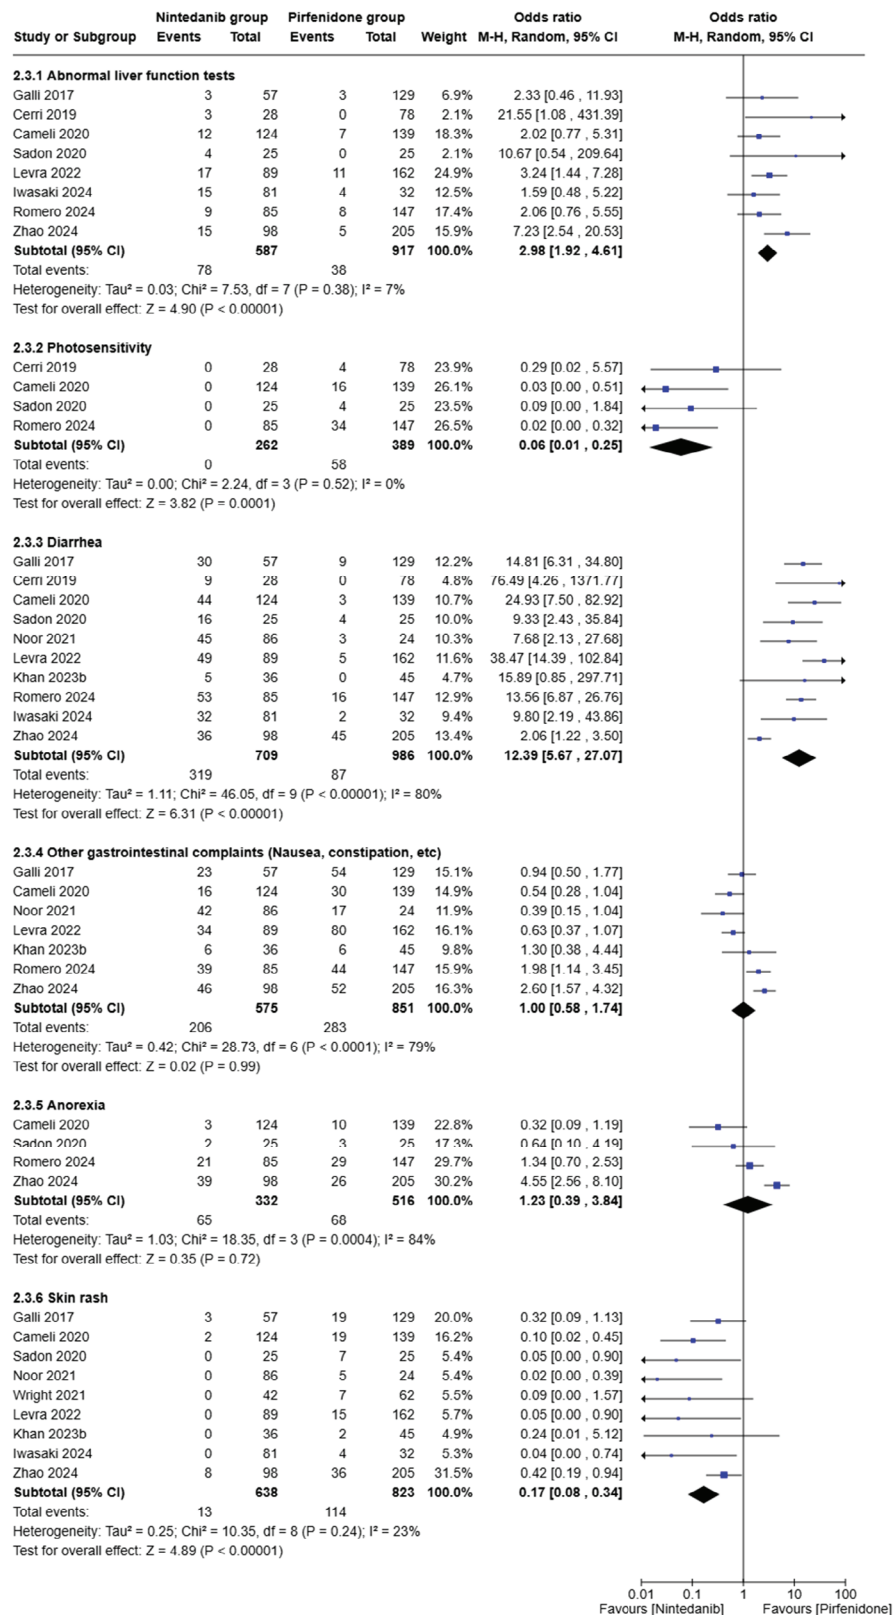 Nintedanib group Pirfenidone group Odds ratio Odds ratio
Study or Subgroup Events Total Events Total Weight M-H, Random, 95% CI M-H, Random, 95% CI
2.3.1 Abnormal liver function tests
Galli 2017 3 57 3 129 6.9% 2.33 [0.46 , 11.93]
Cerri 2019 3 28 0 78 2.1% 21.55 [1.08 , 431.39]
Cameli 2020 12 124 7 139 18.3% 2.02 [0.77 , 5.31]
Sadon 2020 4 25 0 25 2.1% 10.67 [0.54 , 209.64]
Levra 2022 17 89 11 162 24.9% 3.24 [1.44 , 7.28]
Iwasaki 2024 15 81 4 32 12.5% 1.59 [0.48 , 5.22]
Romero 2024 9 85 8 147 17.4% 2.06 [0.76 , 5.55]
Zhao 2024 15 98 5 205 15.9% 7.23 [2.54 , 20.53]
Subtotal (95% CI) 587 917 100.0% 2.98 [1.92 , 4.61]
Total events: 78 38
Heterogeneity: Tau² = 0.03; Chi² = 7.53, df = 7 (P = 0.38); I² = 7%
Test for overall effect: Z = 4.90 (P < 0.00001)
2.3.2 Photosensitivity
Cerri 2019 0 28 4 78 23.9% 0.29 [0.02 , 5.57]
Cameli 2020 0 124 16 139 26.1% 0.03 [0.00 , 0.51]
Sadon 2020 0 25 4 25 23.5% 0.09 [0.00 , 1.84]
Romero 2024 0 85 34 147 26.5% 0.02 [0.00 , 0.32]
Subtotal (95% CI) 262 389 100.0% 0.06 [0.01 , 0.25]
Total events: 0 58
Heterogeneity: Tau² = 0.00; Chi² = 2.24, df = 3 (P = 0.52); I² = 0%
Test for overall effect: Z = 3.82 (P = 0.0001)
2.3.3 Diarrhea
Galli 2017 30 57 9 129 12.2% 14.81 [6.31 , 34.80]
Cerri 2019 9 28 0 78 4.8% 76.49 [4.26 , 1371.77]
Cameli 2020 44 124 3 139 10.7% 24.93 [7.50 , 82.92]
Sadon 2020 16 25 4 25 10.0% 9.33 [2.43 , 35.84]
Noor 2021 45 86 3 24 10.3% 7.68 [2.13 , 27.68]
Levra 2022 49 89 5 162 11.6% 38.47 [14.39 , 102.84]
Khan 2023b 5 36 0 45 4.7% 15.89 [0.85 , 297.71]
Romero 2024 53 85 16 147 12.9% 13.56 [6.87 , 26.76]
Iwasaki 2024 32 81 2 32 9.4% 9.80 [2.19 , 43.86]
Zhao 2024 36 98 45 205 13.4% 2.06 [1.22 , 3.50]
Subtotal (95% CI) 709 986 100.0% 12.39 [5.67 , 27.07]
Total events: 319 87
Heterogeneity: Tau² = 1.11; Chi² = 46.05, df = 9 (P < 0.00001); I² = 80%
Test for overall effect: Z = 6.31 (P < 0.00001)
2.3.4 Other gastrointestinal complaints (Nausea, constipation, etc)
Galli 2017 23 57 54 129 15.1% 0.94 [0.50 , 1.77]
Cameli 2020 16 124 30 139 14.9% 0.54 [0.28 , 1.04]
Noor 2021 42 86 17 24 11.9% 0.39 [0.15 , 1.04]
Levra 2022 34 89 80 162 16.1% 0.63 [0.37 , 1.07]
Khan 2023b 6 36 6 45 9.8% 1.30 [0.38 , 4.44]
Romero 2024 39 85 44 147 15.9% 1.98 [1.14 , 3.45]
Zhao 2024 46 98 52 205 16.3% 2.60 [1.57 , 4.32]
Subtotal (95% CI) 575 851 100.0% 1.00 [0.58 , 1.74]
Total events: 206 283
Heterogeneity: Tau² = 0.42; Chi² = 28.73, df = 6 (P < 0.0001); I² = 79%
Test for overall effect: Z = 0.02 (P = 0.99)
2.3.5 Anorexia
Cameli 2020 3 124 10 139 22.8% 0.32 [0.09 , 1.19]
Sadon 2020 2 25 3 25 17.3% 0.64 [0.10 , 4.19]
Romero 2024 21 85 29 147 29.7% 1.34 [0.70 , 2.53]
Zhao 2024 39 98 26 205 30.2% 4.55 [2.56 , 8.10]
Subtotal (95% CI) 332 516 100.0% 1.23 [0.39 , 3.84]
Total events: 65 68
Heterogeneity: Tau² = 1.03; Chi² = 18.35, df = 3 (P = 0.0004); I² = 84%
Test for overall effect: Z = 0.35 (P = 0.72)
2.3.6 Skin rash
Galli 2017 3 57 19 129 20.0% 0.32 [0.09 , 1.13]
Cameli 2020 2 124 19 139 16.2% 0.10 [0.02 , 0.45]
Sadon 2020 0 25 7 25 5.4% 0.05 [0.00 , 0.90]
Noor 2021 0 86 5 24 5.4% 0.02 [0.00 , 0.39]
Wright 2021 0 42 7 62 5.5% 0.09 [0.00 , 1.57]
Levra 2022 0 89 15 162 5.7% 0.05 [0.00 , 0.90]
Khan 2023b 0 36 2 45 4.9% 0.24 [0.01 , 5.12]
Iwasaki 2024 0 81 4 32 5.3% 0.04 [0.00 , 0.74]
Zhao 2024 8 98 36 205 31.5% 0.42 [0.19 , 0.94]
Subtotal (95% CI) 638 823 100.0% 0.17 [0.08 , 0.34]
Total events: 13 114
Heterogeneity: Tau² = 0.25; Chi² = 10.35, df = 8 (P = 0.24); I² = 23%
Test for overall effect: Z = 4.89 (P < 0.00001)
0.01 0.1 1 10 100
Favours [Nintedanib] Favours [Pirfenidone]